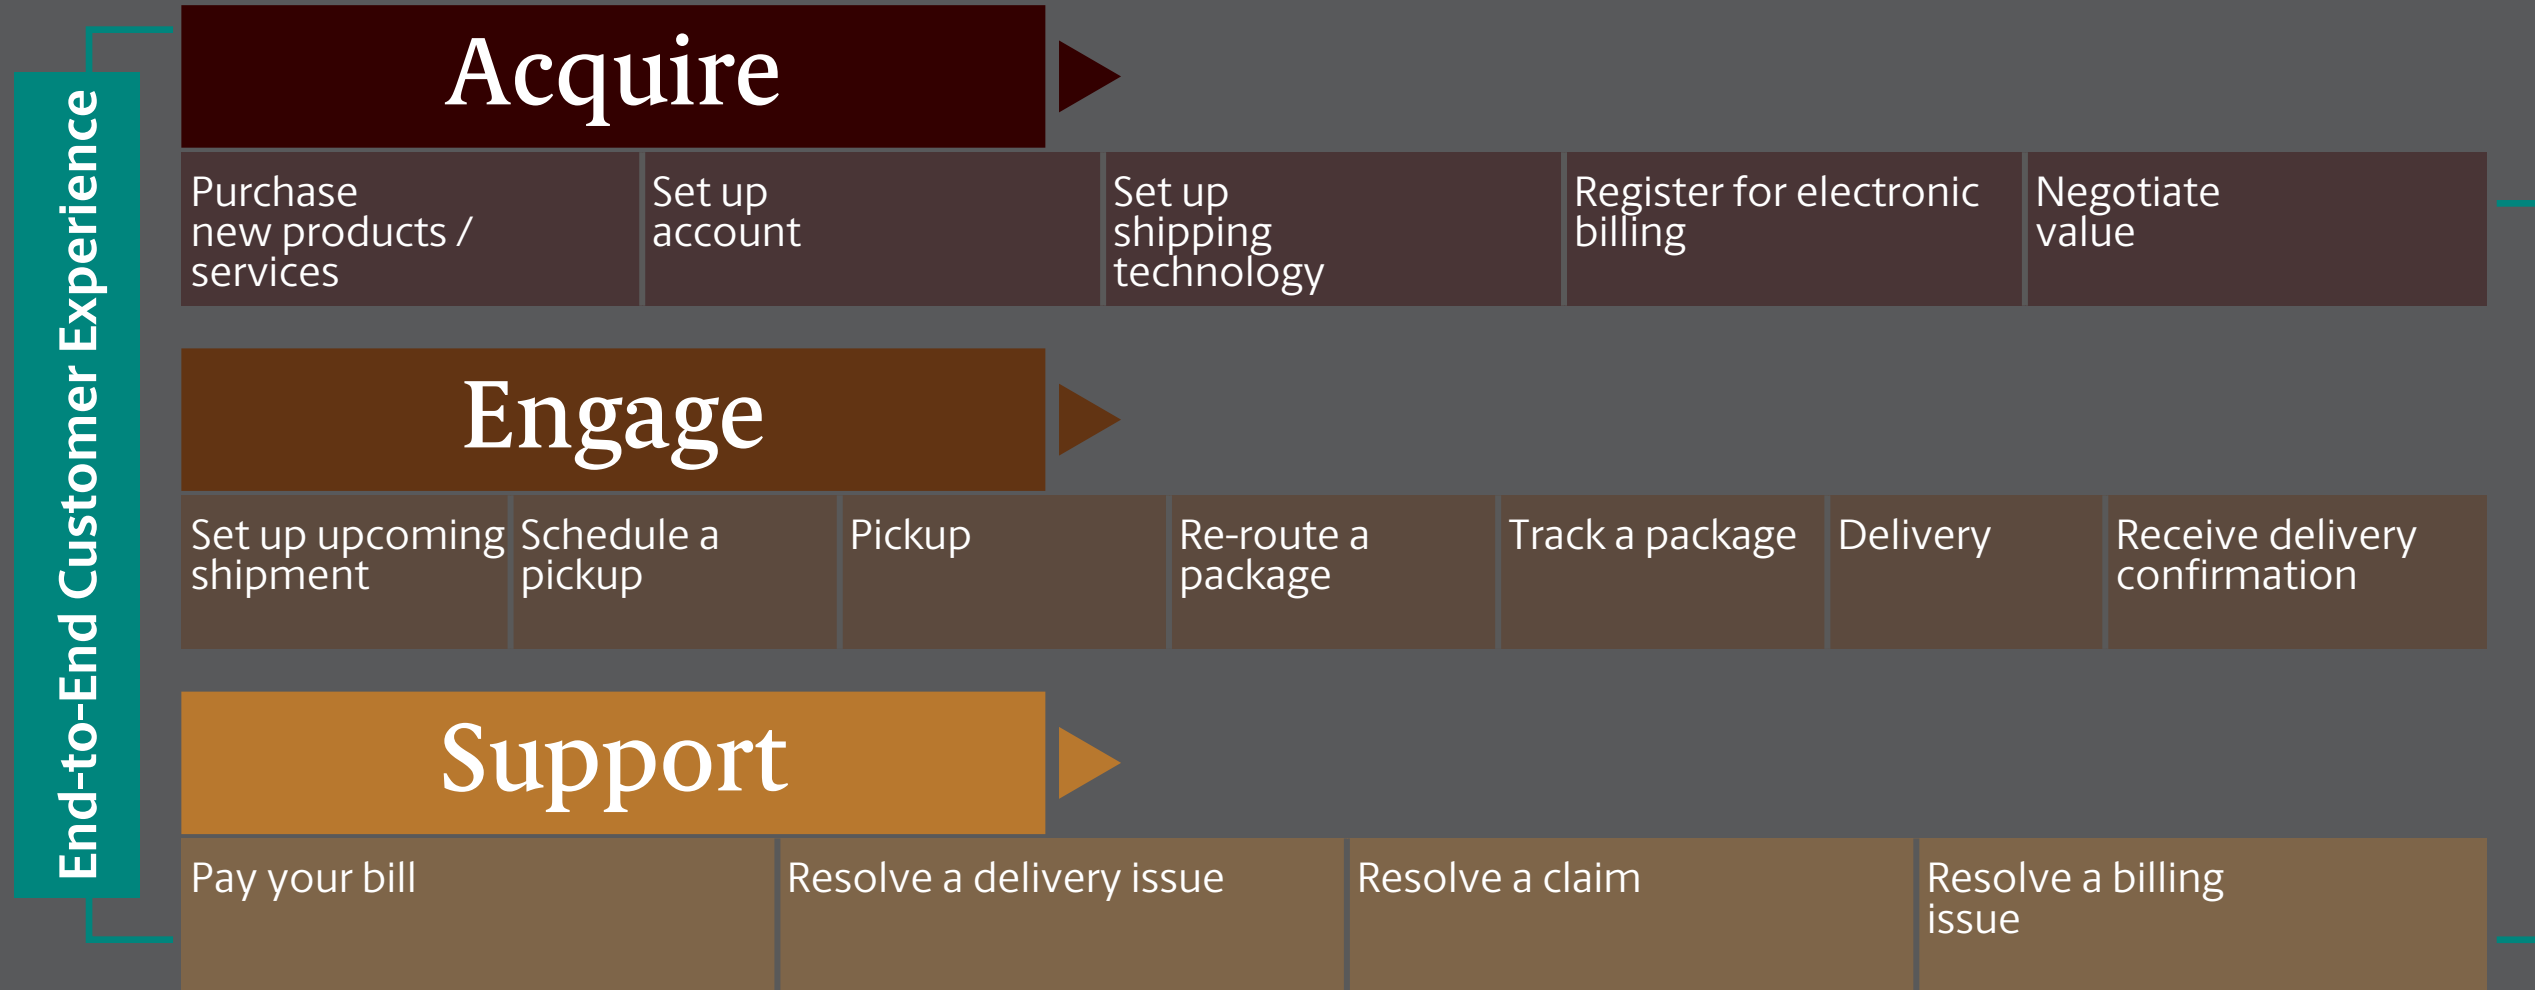 End-to-End Customer Experience
Acquire
Purchase
new products /
services
Set up
account
Set up
shipping
technology
Register for electronic
billing
Negotiate
value
Engage
Set up upcoming
shipment
Schedule a
pickup
Pickup
Re-route a
package
Track a package
Delivery
Receive delivery
confirmation
Support
Pay your bill
Resolve a delivery issue
Resolve a claim
Resolve a billing
issue